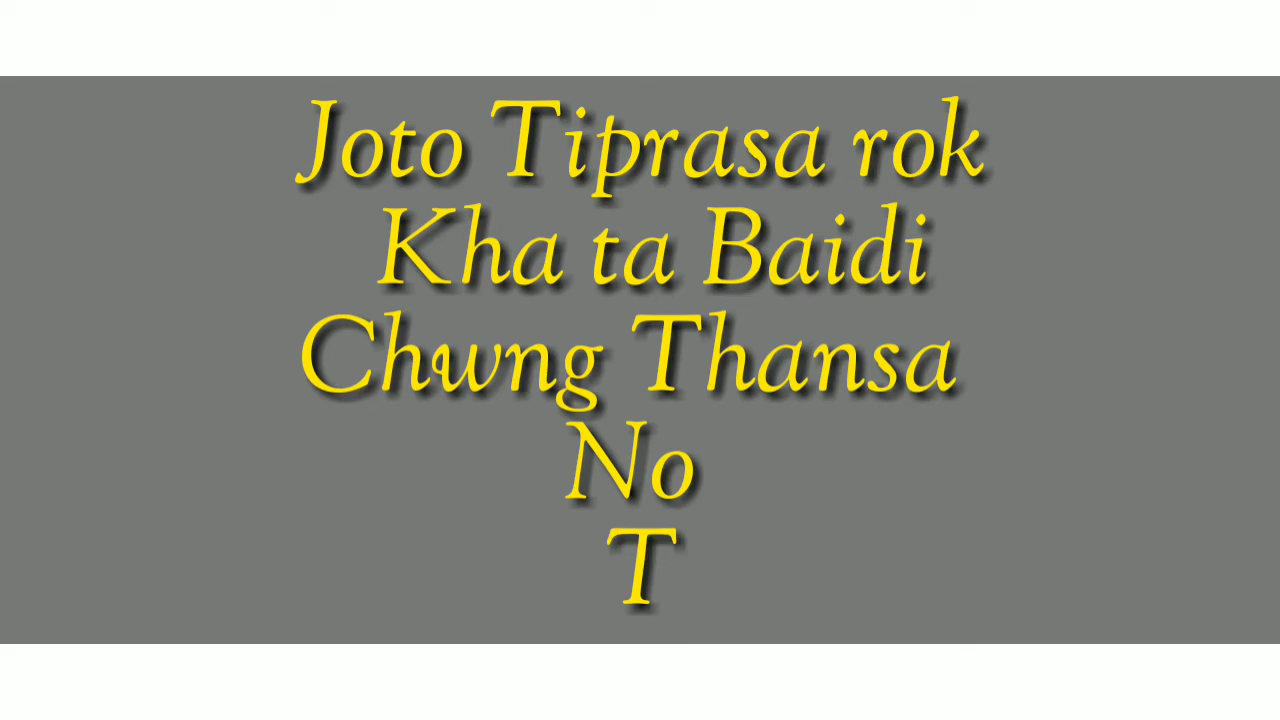 Joto Tiprasa rok
Kha ta Baidi
Chwng Thansa
No
T